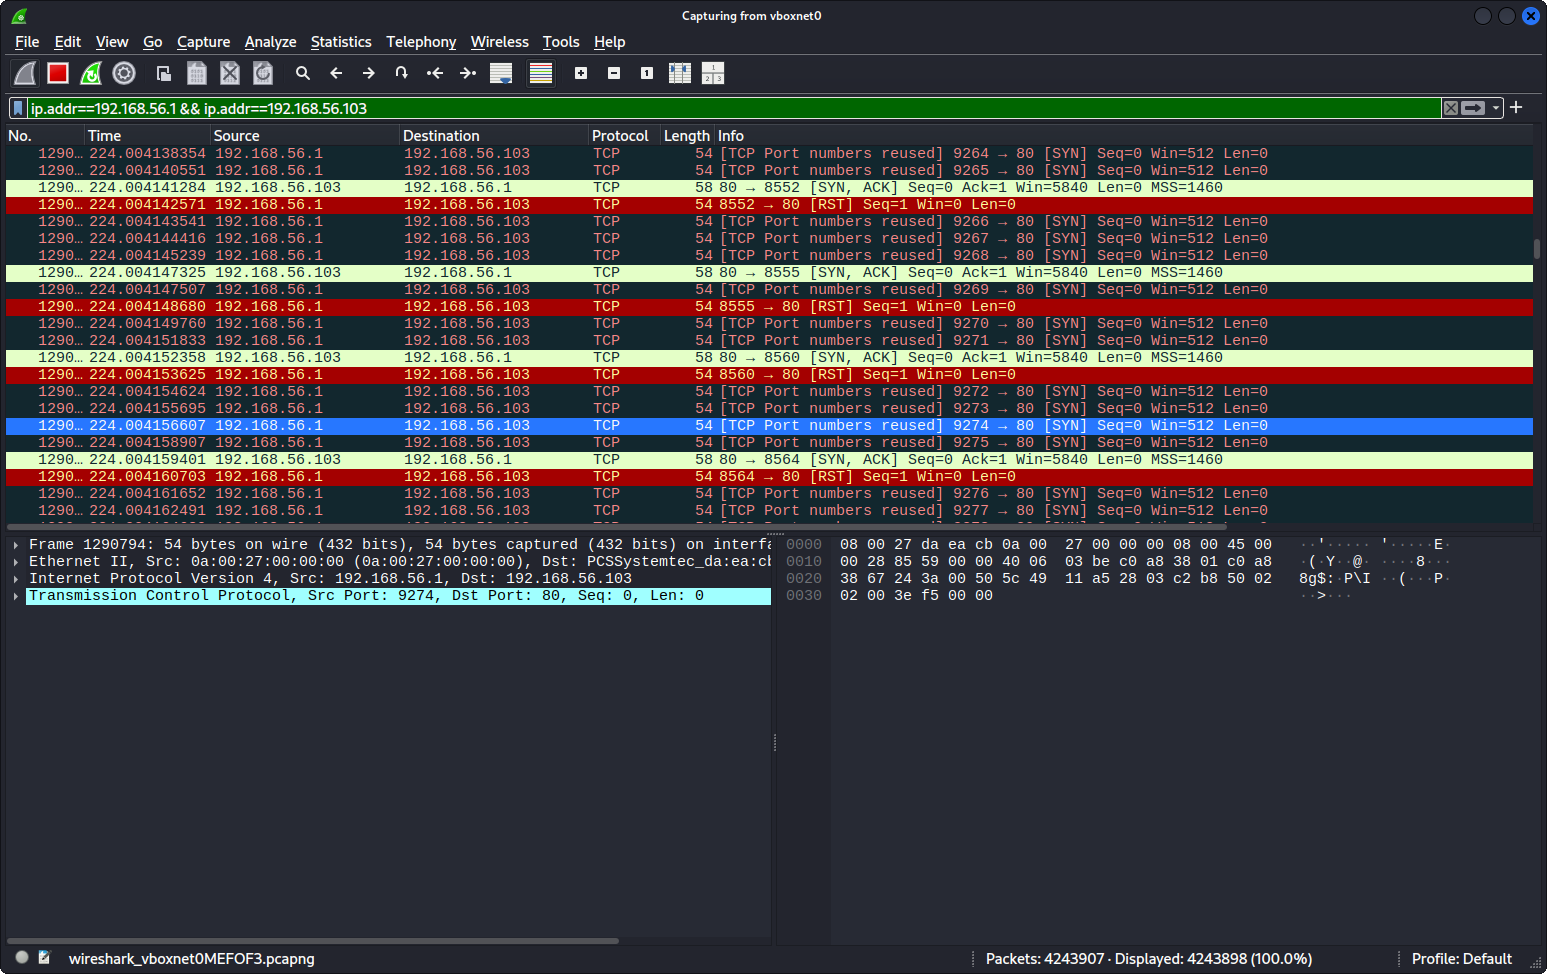 Capturing from vboxnet0
File Edit View Go Capture Analyze Statistics Telephony Wireless Tools Help
ip.addr==192.168.56.1 && ip.addr==192.168.56.103
No. Time Source Destination Protocol Length Info
1290… 224.004138354 192.168.56.1 192.168.56.103 TCP 54 [TCP Port numbers reused] 9264 → 80 [SYN] Seq=0 Win=512 Len=0
1290… 224.004140551 192.168.56.1 192.168.56.103 TCP 54 [TCP Port numbers reused] 9265 → 80 [SYN] Seq=0 Win=512 Len=0
1290… 224.004141284 192.168.56.103 192.168.56.1 TCP 58 80 → 8552 [SYN, ACK] Seq=0 Ack=1 Win=5840 Len=0 MSS=1460
1290… 224.004142571 192.168.56.1 192.168.56.103 TCP 54 8552 → 80 [RST] Seq=1 Win=0 Len=0
1290… 224.004143541 192.168.56.1 192.168.56.103 TCP 54 [TCP Port numbers reused] 9266 → 80 [SYN] Seq=0 Win=512 Len=0
1290… 224.004144416 192.168.56.1 192.168.56.103 TCP 54 [TCP Port numbers reused] 9267 → 80 [SYN] Seq=0 Win=512 Len=0
1290… 224.004145239 192.168.56.1 192.168.56.103 TCP 54 [TCP Port numbers reused] 9268 → 80 [SYN] Seq=0 Win=512 Len=0
1290… 224.004147325 192.168.56.103 192.168.56.1 TCP 58 80 → 8555 [SYN, ACK] Seq=0 Ack=1 Win=5840 Len=0 MSS=1460
1290… 224.004147507 192.168.56.1 192.168.56.103 TCP 54 [TCP Port numbers reused] 9269 → 80 [SYN] Seq=0 Win=512 Len=0
1290… 224.004148680 192.168.56.1 192.168.56.103 TCP 54 8555 → 80 [RST] Seq=1 Win=0 Len=0
1290… 224.004149760 192.168.56.1 192.168.56.103 TCP 54 [TCP Port numbers reused] 9270 → 80 [SYN] Seq=0 Win=512 Len=0
1290… 224.004151833 192.168.56.1 192.168.56.103 TCP 54 [TCP Port numbers reused] 9271 → 80 [SYN] Seq=0 Win=512 Len=0
1290… 224.004152358 192.168.56.103 192.168.56.1 TCP 58 80 → 8560 [SYN, ACK] Seq=0 Ack=1 Win=5840 Len=0 MSS=1460
1290… 224.004153625 192.168.56.1 192.168.56.103 TCP 54 8560 → 80 [RST] Seq=1 Win=0 Len=0
1290… 224.004154624 192.168.56.1 192.168.56.103 TCP 54 [TCP Port numbers reused] 9272 → 80 [SYN] Seq=0 Win=512 Len=0
1290… 224.004155695 192.168.56.1 192.168.56.103 TCP 54 [TCP Port numbers reused] 9273 → 80 [SYN] Seq=0 Win=512 Len=0
1290… 224.004156607 192.168.56.1 192.168.56.103 TCP 54 [TCP Port numbers reused] 9274 → 80 [SYN] Seq=0 Win=512 Len=0
1290… 224.004158907 192.168.56.1 192.168.56.103 TCP 54 [TCP Port numbers reused] 9275 → 80 [SYN] Seq=0 Win=512 Len=0
1290… 224.004159401 192.168.56.103 192.168.56.1 TCP 58 80 → 8564 [SYN, ACK] Seq=0 Ack=1 Win=5840 Len=0 MSS=1460
1290… 224.004160703 192.168.56.1 192.168.56.103 TCP 54 8564 → 80 [RST] Seq=1 Win=0 Len=0
1290… 224.004161652 192.168.56.1 192.168.56.103 TCP 54 [TCP Port numbers reused] 9276 → 80 [SYN] Seq=0 Win=512 Len=0
1290… 224.004162491 192.168.56.1 192.168.56.103 TCP 54 [TCP Port numbers reused] 9277 → 80 [SYN] Seq=0 Win=512 Len=0
Frame 1290794: 54 bytes on wire (432 bits), 54 bytes captured (432 bits) on interfa
Ethernet II, Src: 0a:00:27:00:00:00 (0a:00:27:00:00:00), Dst: PCSSystemtec_da:ea:cb
Internet Protocol Version 4, Src: 192.168.56.1, Dst: 192.168.56.103
Transmission Control Protocol, Src Port: 9274, Dst Port: 80, Seq: 0, Len: 0
0000 08 00 27 da ea cb 0a 00 27 00 00 00 08 00 45 00 ··'····· '·····E·
0010 00 28 85 59 00 00 40 06 03 be c0 a8 38 01 c0 a8 ·(·Y··@· ····8···
0020 38 67 24 3a 00 50 5c 49 11 a5 28 03 c2 b8 50 02 8g$:·P\I ··(···P·
0030 02 00 3e f5 00 00 ··>···
wireshark_vboxnet0MEFOF3.pcapng
Packets: 4243907 · Displayed: 4243898 (100.0%)
Profile: Default